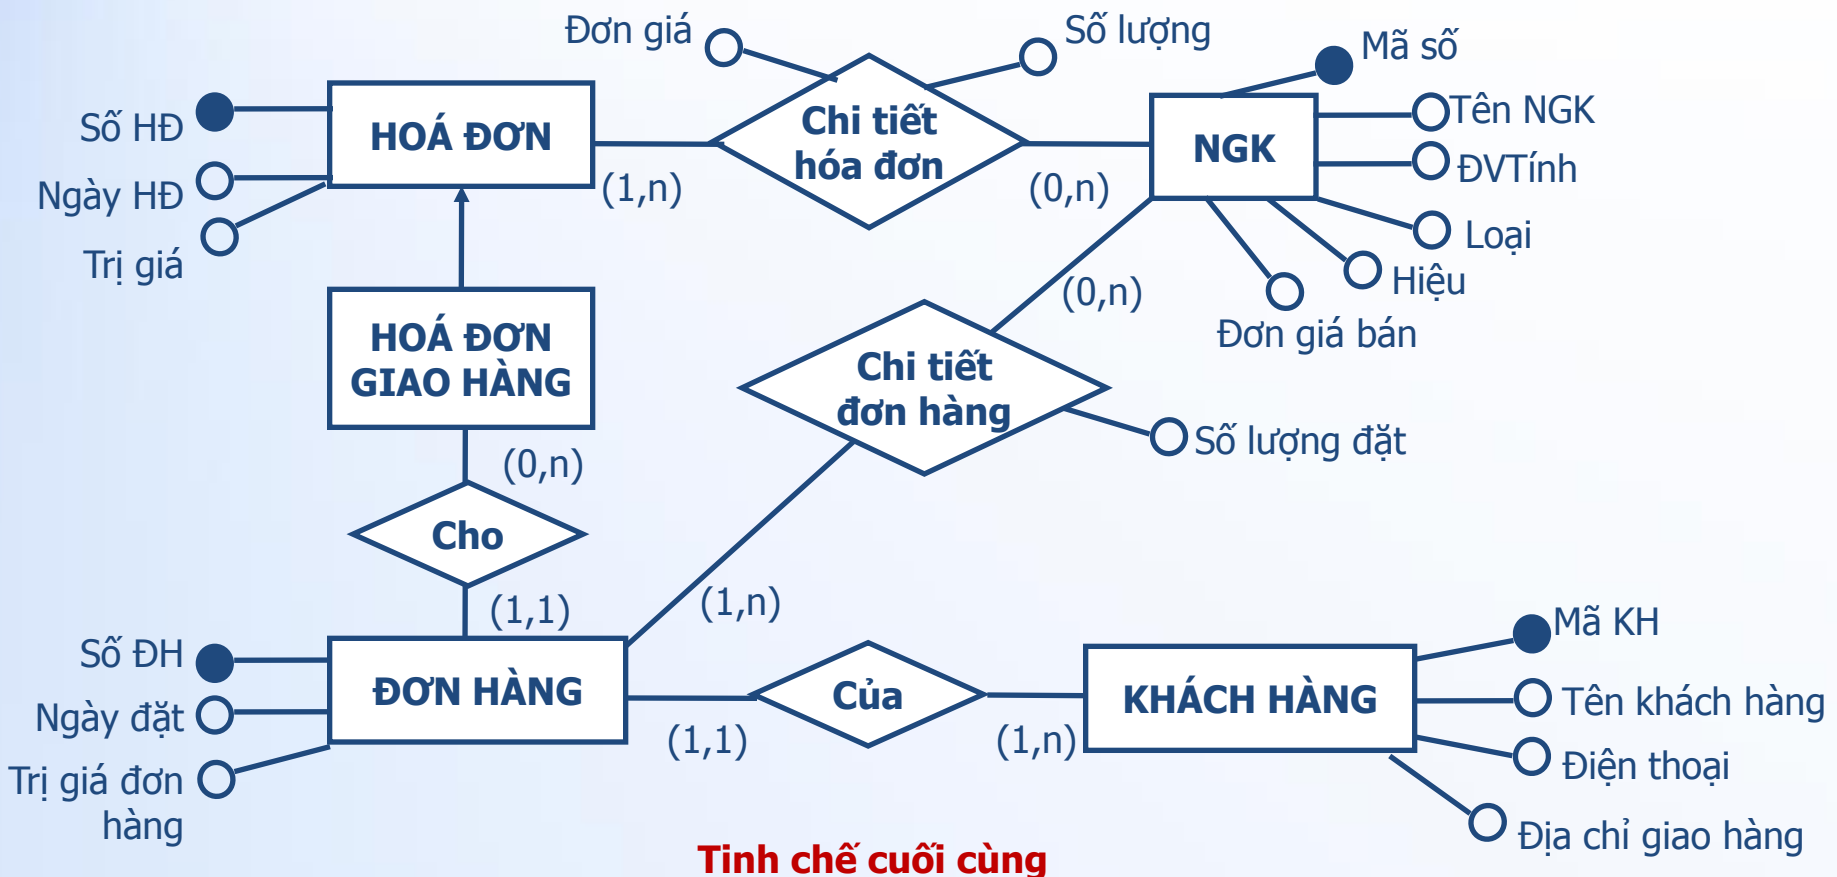 Đơn giá
Số lượng
Mã số
Số HĐ
HOÁ ĐƠN
Chi tiết
hóa đơn
NGK
Tên NGK
ĐVTính
Ngày HĐ
(1,n)
(0,n)
Loại
Trị giá
Hiệu
(0,n)
Đơn giá bán
HOÁ ĐƠN
GIAO HÀNG
Chi tiết
đơn hàng
Số lượng đặt
(0,n)
Cho
(1,1)
(1,n)
Mã KH
Số ĐH
ĐƠN HÀNG
Của
KHÁCH HÀNG
Tên khách hàng
Ngày đặt
(1,1)
(1,n)
Điện thoại
Trị giá đơn
hàng
Địa chỉ giao hàng
Tinh chế cuối cùng